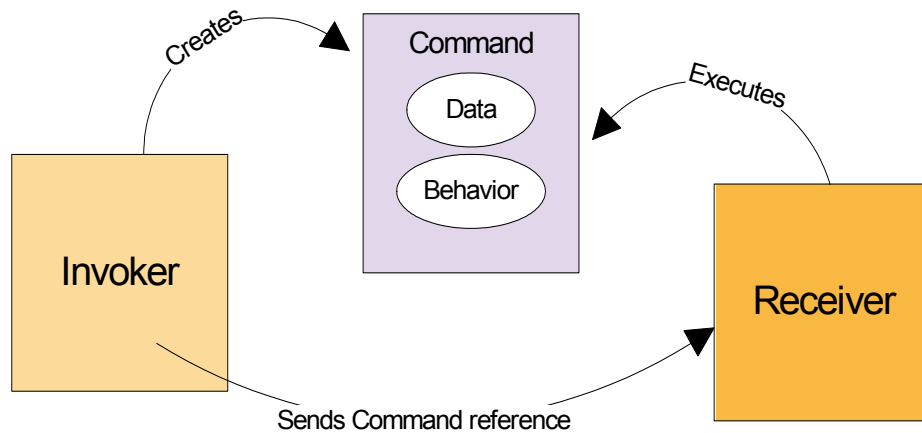 Creates
Command
Data
Behavior
Executes
Invoker
Receiver
Sends Command reference